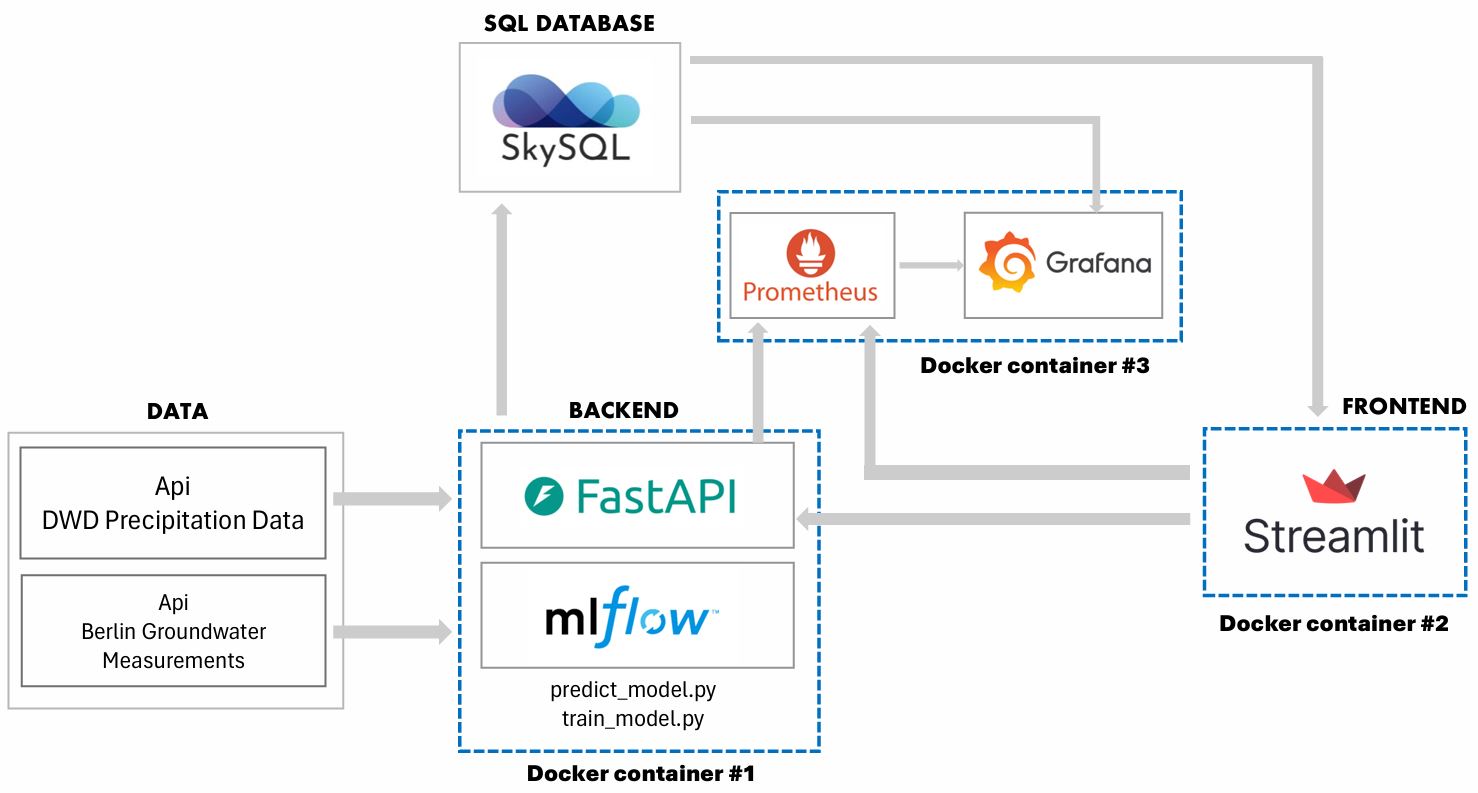 SQL DATABASE
SkySQL
Prometheus
Grafana
Docker container #3
DATA
Api
DWD Precipitation Data
Api
Berlin Groundwater
Measurements
BACKEND
FastAPI
mlflow™
predict_model.py
train_model.py
Docker container #1
FRONTEND
Streamlit
Docker container #2